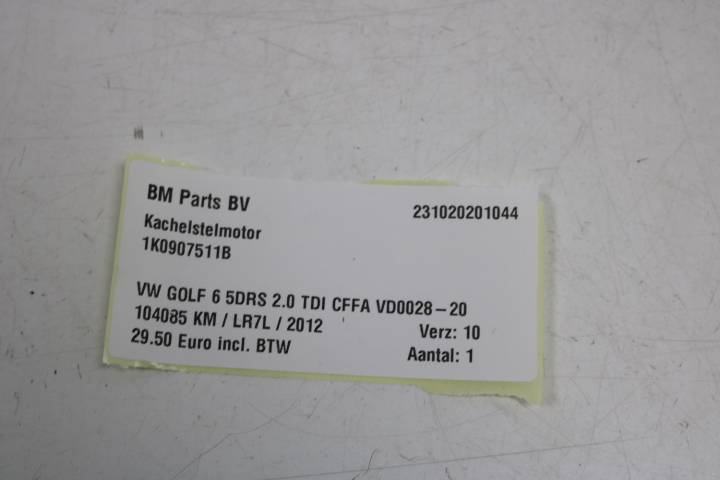 BM Parts BV 231020201044
Kachelstelmotor
1K0907511B
VW GOLF 6 5DRS 2.0 TDI CFFA VD0028-20
104085 KM / LR7L / 2012 Verz: 10
29.50 Euro incl. BTW Aantal: 1